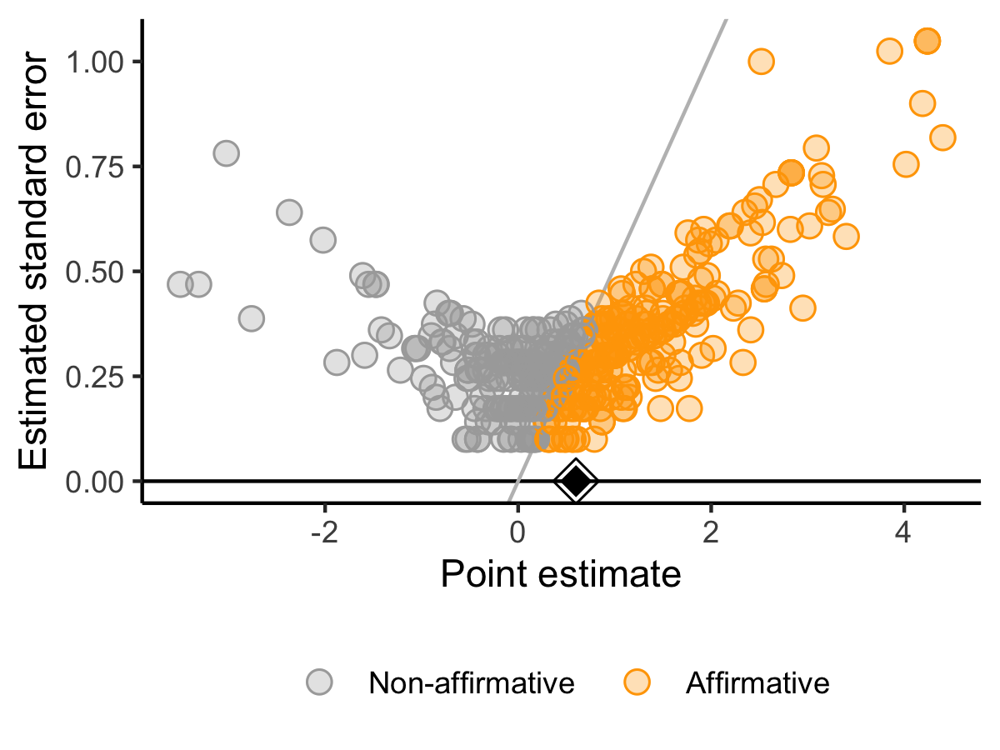 Estimated standard error
1.00
0.75
0.50
0.25
0.00
-2
0
2
4
Point estimate
Non-affirmative
Affirmative